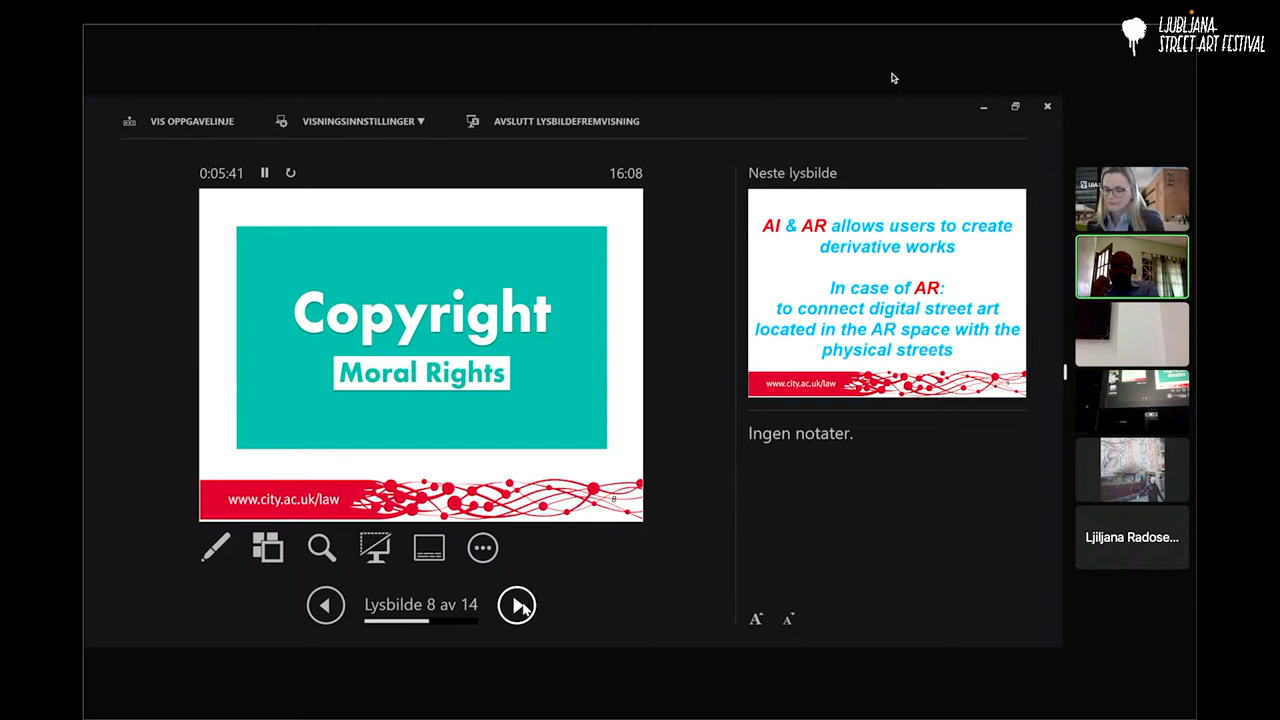 LJUBLJANA
STREET ART FESTIVAL
VIS OPPGAVELINJE
VISNINGSINNSTILLINGER ▼
AVSLUTT LYSBILDEFREMVISNING
0:05:41
16:08
Copyright
Moral Rights
www.city.ac.uk/law
8
Lysbilde 8 av 14
Neste lysbilde
AI & AR allows users to create
derivative works
In case of AR:
to connect digital street art
located in the AR space with the
physical streets
www.city.ac.uk/law
Ingen notater.
A
A
Ljiljana Radose...